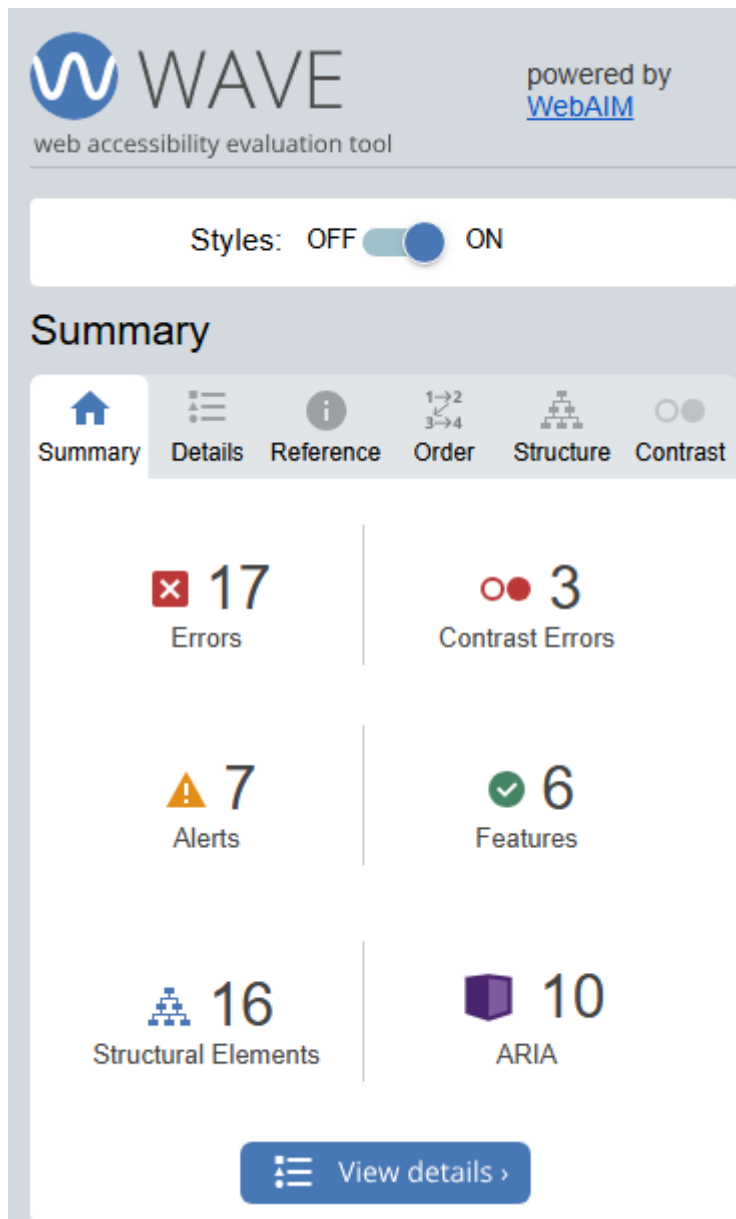 WAVE
powered by
WebAIM
web accessibility evaluation tool
Styles: OFF ON
Summary
1→2
3→4
Summary Details Reference Order Structure Contrast
17
Errors
3
Contrast Errors
7
Alerts
6
Features
16
Structural Elements
10
ARIA
View details ›